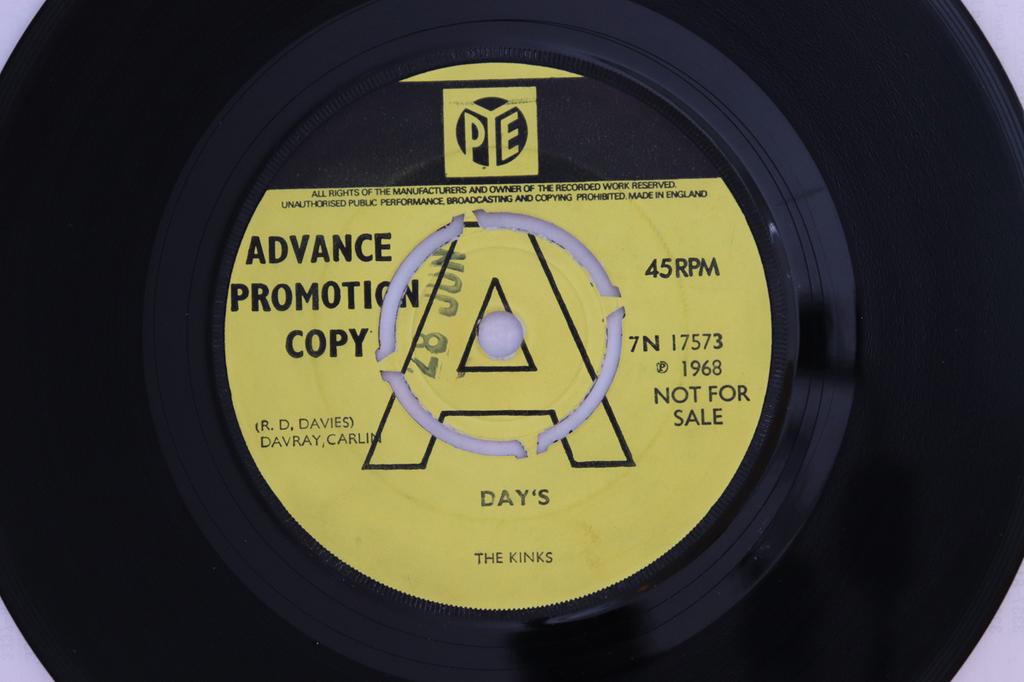 PYE
ALL RIGHTS OF THE MANUFACTURERS AND OWNER OF THE RECORDED WORK RESERVED.
UNAUTHORISED PUBLIC PERFORMANCE, BROADCASTING AND COPYING PROHIBITED. MADE IN ENGLAND
ADVANCE
PROMOTION
COPY
28 JUN
A
45 RPM
7N 17573
℗ 1968
NOT FOR
SALE
(R. D. DAVIES)
DAVRAY, CARLIN
DAY'S
THE KINKS